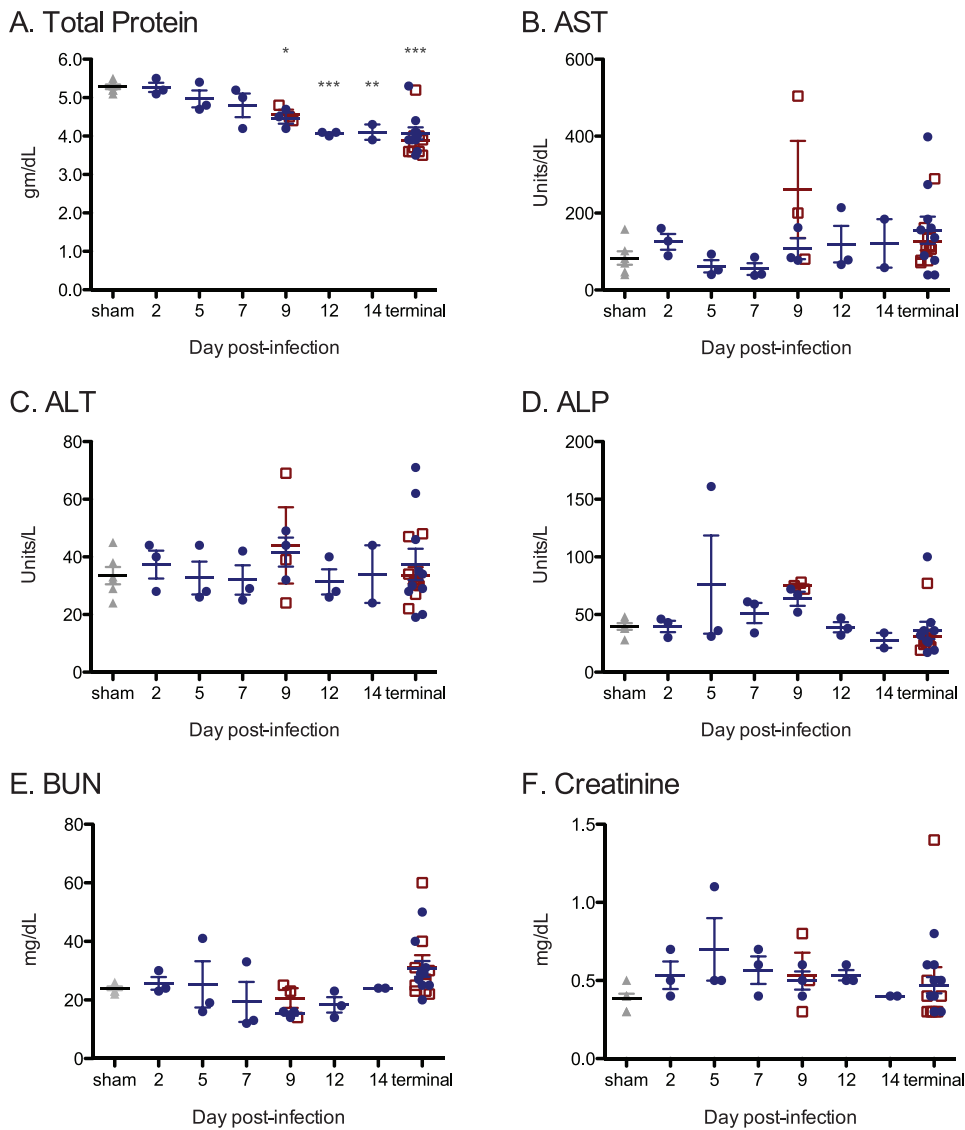 A. Total Protein
* *** ** ***
6.0
5.0
4.0
3.0
2.0
1.0
0.0
gm/dL
sham 2 5 7 9 12 14 terminal
Day post-infection
B. AST
600
400
200
0
Units/dL
sham 2 5 7 9 12 14 terminal
Day post-infection
C. ALT
80
60
40
20
0
Units/L
sham 2 5 7 9 12 14 terminal
Day post-infection
D. ALP
200
150
100
50
0
Units/L
sham 2 5 7 9 12 14 terminal
Day post-infection
E. BUN
80
60
40
20
0
mg/dL
sham 2 5 7 9 12 14 terminal
Day post-infection
F. Creatinine
1.5
1.0
0.5
0.0
mg/dL
sham 2 5 7 9 12 14 terminal
Day post-infection